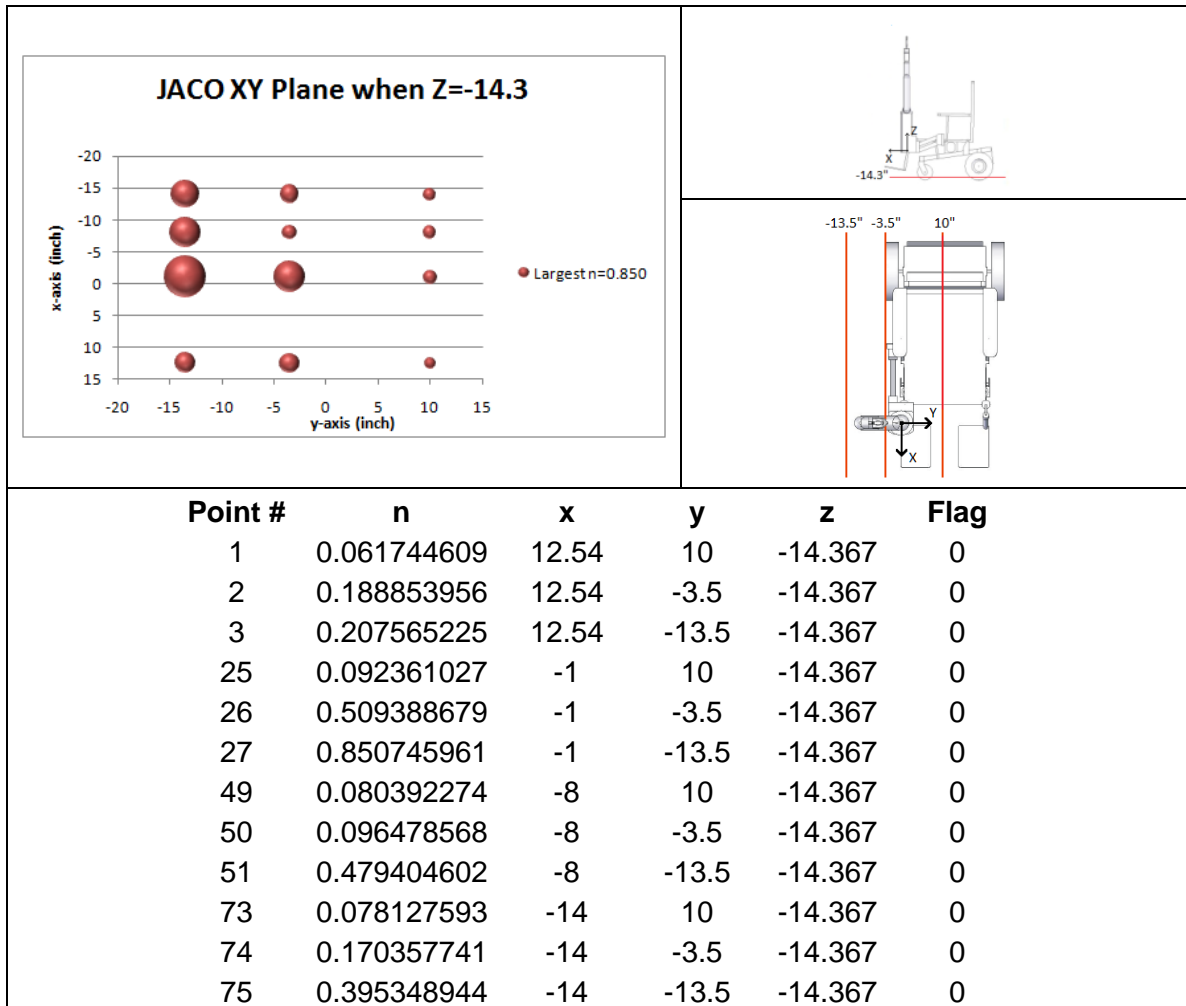 JACO XY Plane when Z=-14.3
-20
-15
-10
-5
0
5
10
15
x-axis (inch)
-20 -15 -10 -5 0 5 10 15
y-axis (inch)
Largest n=0.850
Z
X
-14.3"
-13.5" -3.5" 10"
Y
X
Point # n x y z Flag
1 0.061744609 12.54 10 -14.367 0
2 0.188853956 12.54 -3.5 -14.367 0
3 0.207565225 12.54 -13.5 -14.367 0
25 0.092361027 -1 10 -14.367 0
26 0.509388679 -1 -3.5 -14.367 0
27 0.850745961 -1 -13.5 -14.367 0
49 0.080392274 -8 10 -14.367 0
50 0.096478568 -8 -3.5 -14.367 0
51 0.479404602 -8 -13.5 -14.367 0
73 0.078127593 -14 10 -14.367 0
74 0.170357741 -14 -3.5 -14.367 0
75 0.395348944 -14 -13.5 -14.367 0